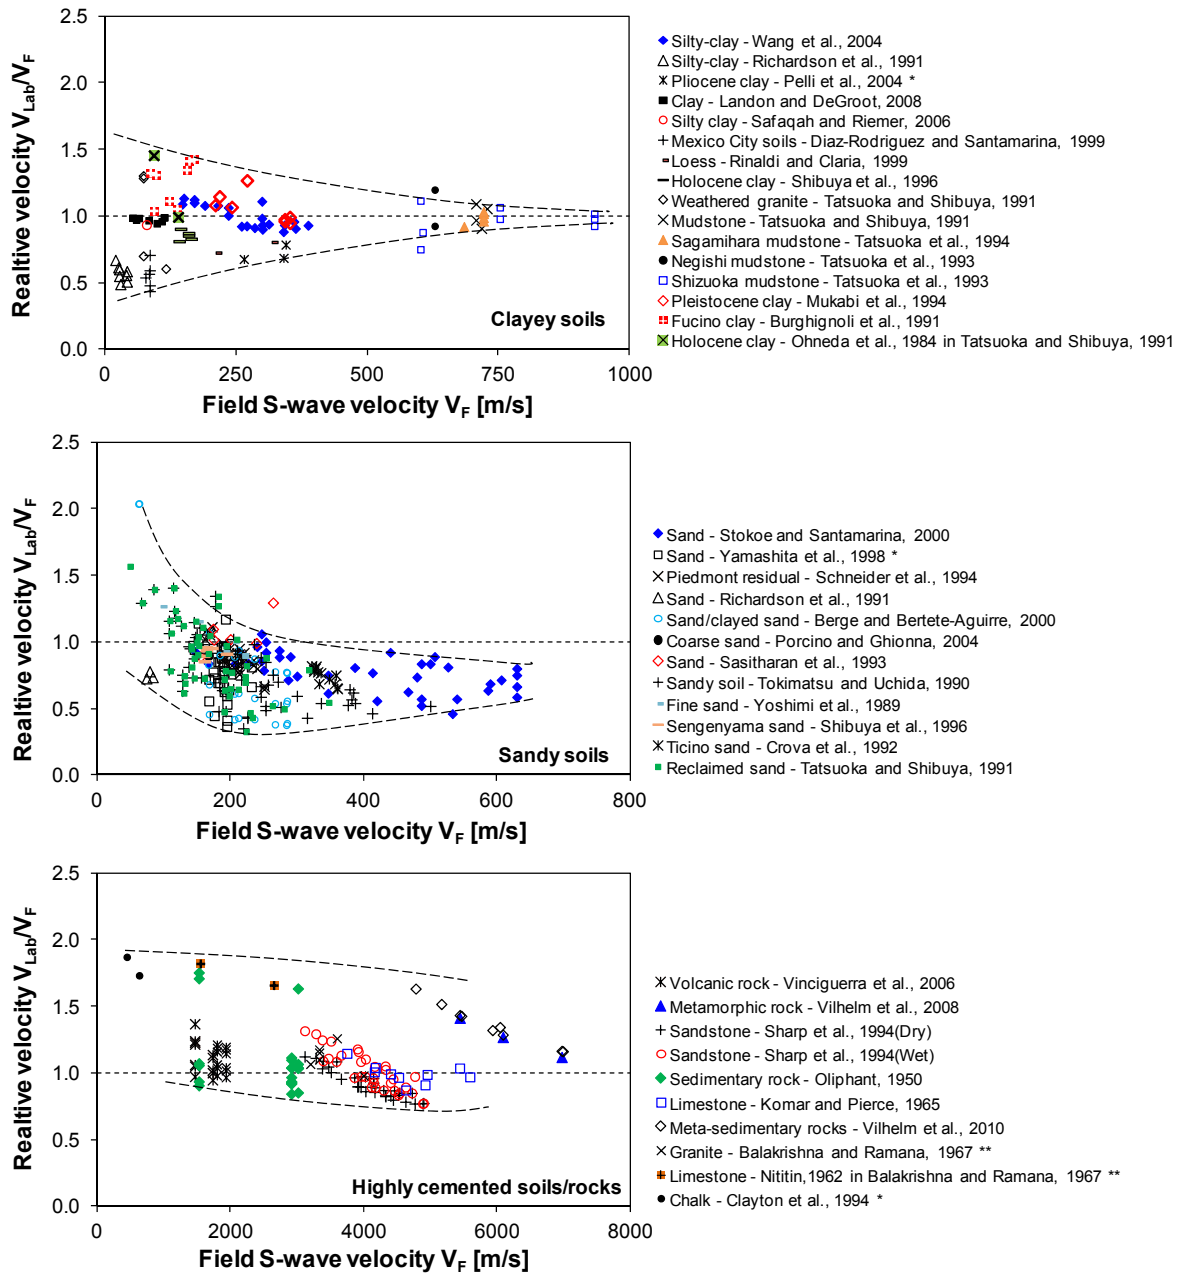 2.5
2.0
1.5
1.0
0.5
0.0
Realtive velocity VLab/VF
0
250
500
750
1000
Field S-wave velocity VF [m/s]
Clayey soils
Silty-clay - Wang et al., 2004
Silty-clay - Richardson et al., 1991
Pliocene clay - Pelli et al., 2004 *
Clay - Landon and DeGroot, 2008
Silty clay - Safaqah and Riemer, 2006
Mexico City soils - Diaz-Rodriguez and Santamarina, 1999
Loess - Rinaldi and Claria, 1999
Holocene clay - Shibuya et al., 1996
Weathered granite - Tatsuoka and Shibuya, 1991
Mudstone - Tatsuoka and Shibuya, 1991
Sagamihara mudstone - Tatsuoka et al., 1994
Negishi mudstone - Tatsuoka et al., 1993
Shizuoka mudstone - Tatsuoka et al., 1993
Pleistocene clay - Mukabi et al., 1994
Fucino clay - Burghignoli et al., 1991
Holocene clay - Ohneda et al., 1984 in Tatsuoka and Shibuya, 1991
2.5
2.0
1.5
1.0
0.5
0.0
Realtive velocity VLab/VF
0
200
400
600
800
Field S-wave velocity VF [m/s]
Sandy soils
Sand - Stokoe and Santamarina, 2000
Sand - Yamashita et al., 1998 *
Piedmont residual - Schneider et al., 1994
Sand - Richardson et al., 1991
Sand/clayed sand - Berge and Bertete-Aguirre, 2000
Coarse sand - Porcino and Ghionna, 2004
Sand - Sasitharan et al., 1993
Sandy soil - Tokimatsu and Uchida, 1990
Fine sand - Yoshimi et al., 1989
Sengenyama sand - Shibuya et al., 1996
Ticino sand - Crova et al., 1992
Reclaimed sand - Tatsuoka and Shibuya, 1991
2.5
2.0
1.5
1.0
0.5
0.0
Realtive velocity VLab/VF
0
2000
4000
6000
8000
Field S-wave velocity VF [m/s]
Highly cemented soils/rocks
Volcanic rock - Vinciguerra et al., 2006
Metamorphic rock - Vilhelm et al., 2008
Sandstone - Sharp et al., 1994(Dry)
Sandstone - Sharp et al., 1994(Wet)
Sedimentary rock - Oliphant, 1950
Limestone - Komar and Pierce, 1965
Meta-sedimentary rocks - Vilhelm et al., 2010
Granite - Balakrishna and Ramana, 1967 **
Limestone - Nititin,1962 in Balakrishna and Ramana, 1967 **
Chalk - Clayton et al., 1994 *